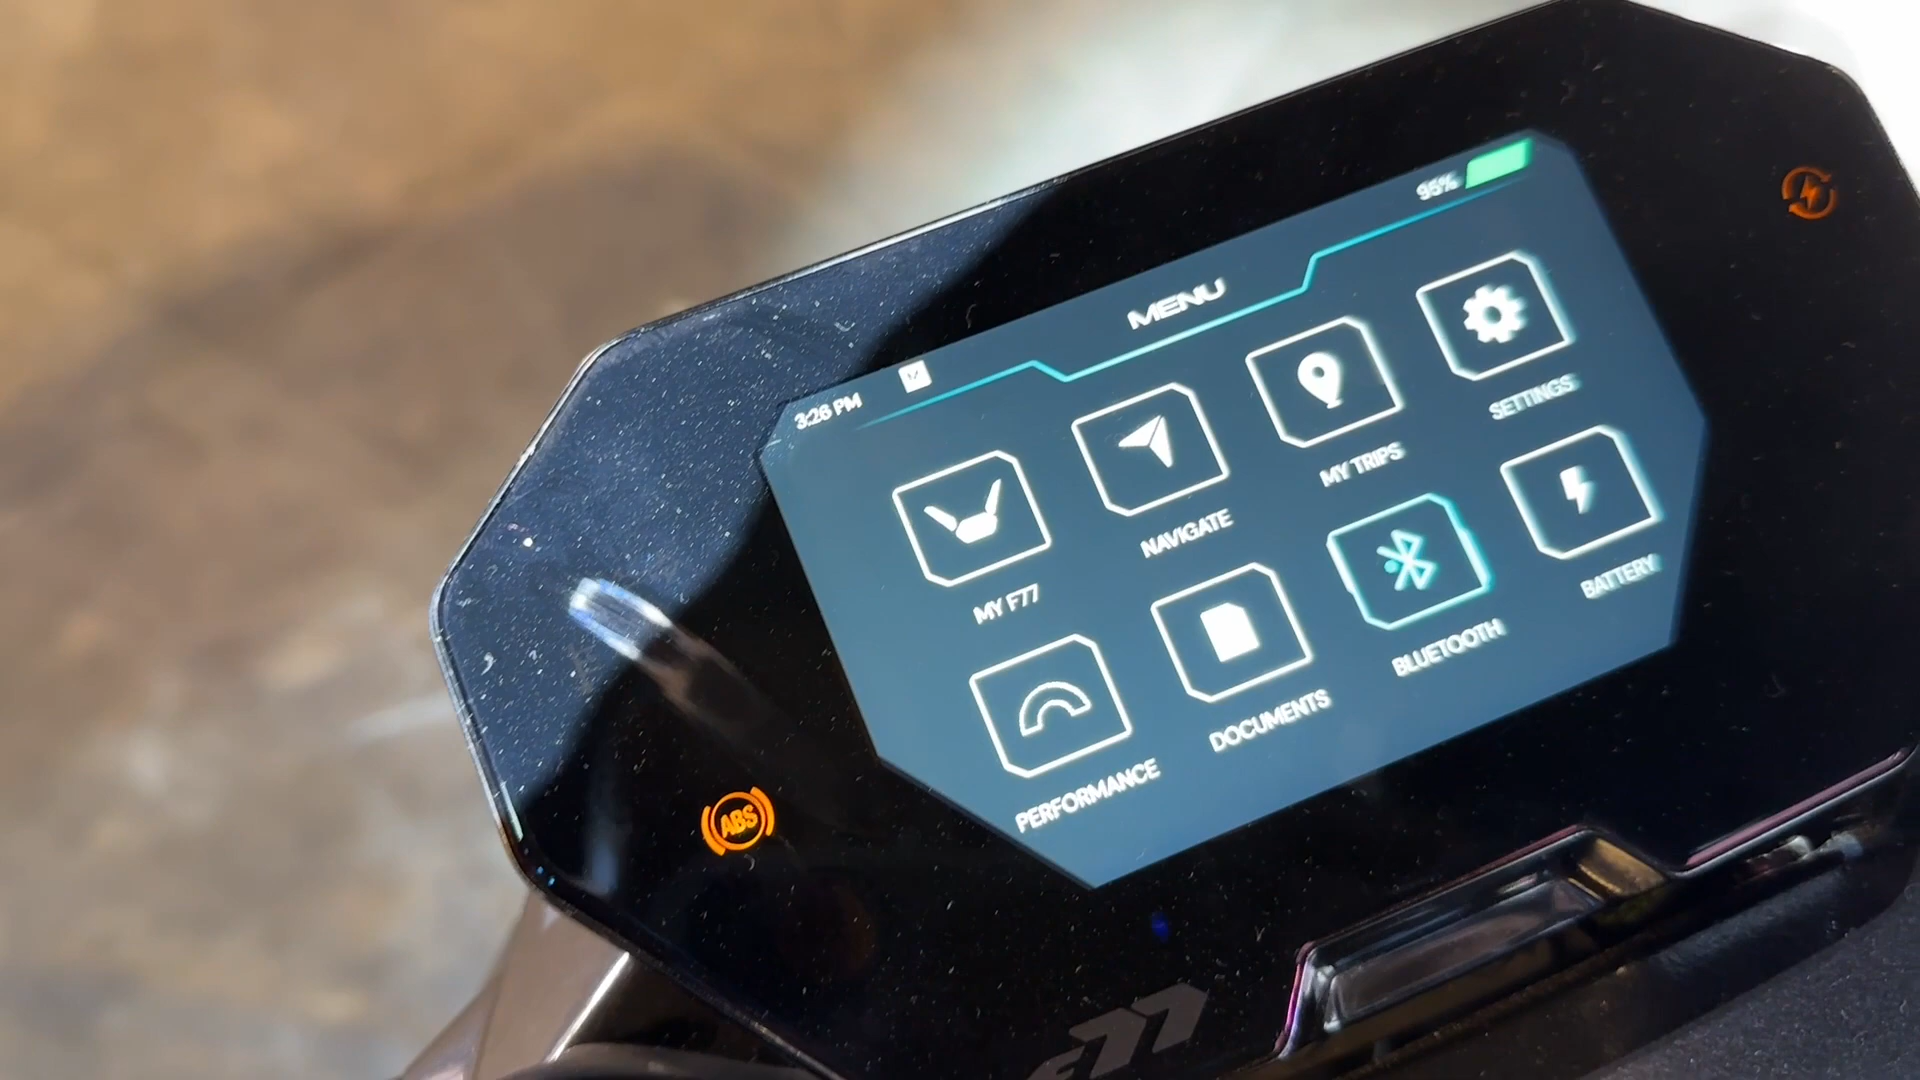 95%
MENU
3:26 PM
MY F77
NAVIGATE
MY TRIPS
SETTINGS
PERFORMANCE
DOCUMENTS
BLUETOOTH
BATTERY
ABS
F77